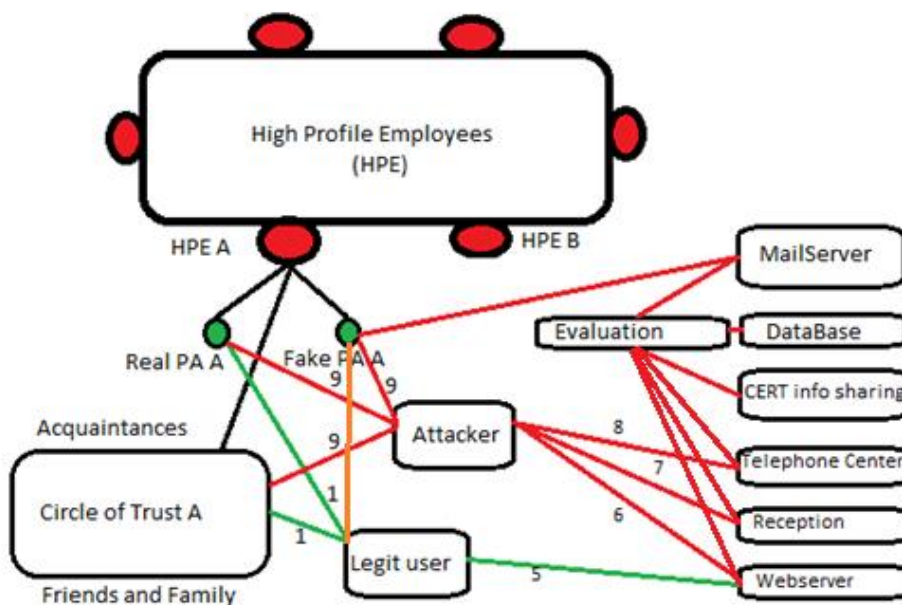 High Profile Employees
(HPE)
HPE A
HPE B
MailServer
Evaluation
DataBase
Real PA A
Fake PA A
CERT info sharing
9
9
Acquaintances
Attacker
8
9
7
Telephone Center
Circle of Trust A
1
6
Reception
1
Legit user
5
Webserver
Friends and Family